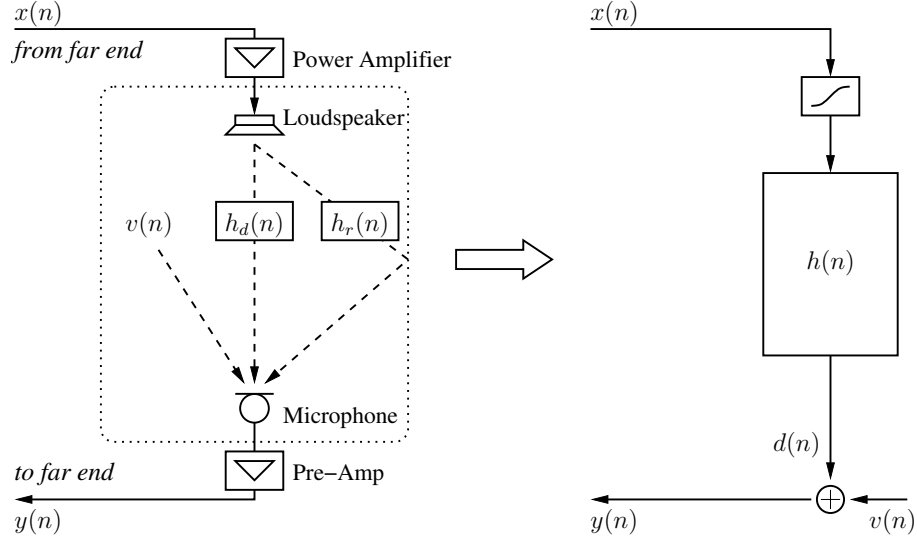 x(n)
from far end
Power Amplifier
Loudspeaker
v(n)
h_d(n)
h_r(n)
Microphone
to far end
Pre-Amp
y(n)
x(n)
h(n)
d(n)
y(n)
v(n)